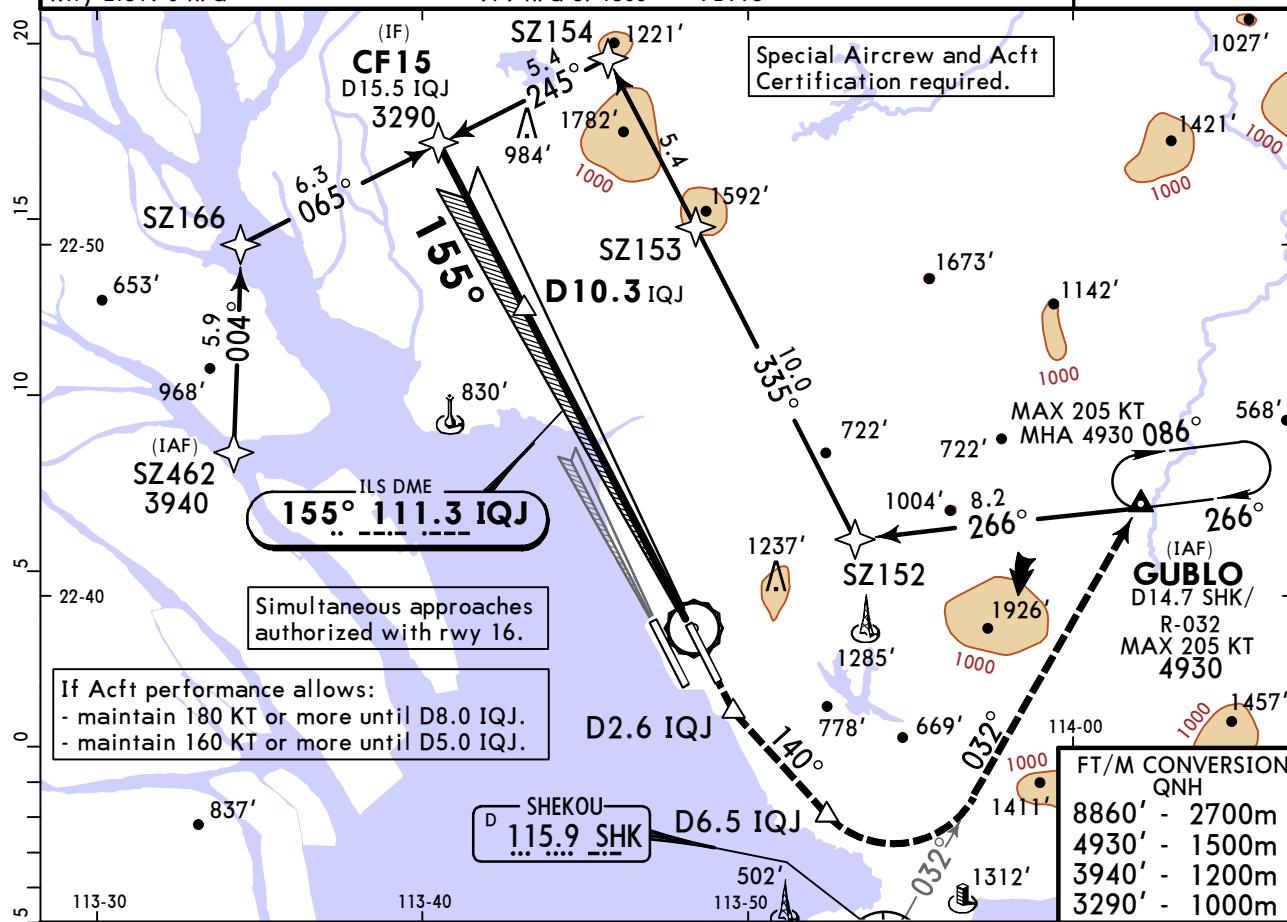 20
(IF)
CF15
D15.5 IQJ
3290
SZ154
1221'
5.4
245°
984'
1782'
1000
5.4
Special Aircrew and Acft
Certification required.
1027'
1421'
1000
1000
15
22-50
SZ166
6.3
065°
155°
1592'
SZ153
D10.3 IQJ
1673'
1142'
1000
653'
5.9
004°
968'
10
830'
10.0
335°
MAX 205 KT
MHA 4930
086°
568'
722'
722'
(IAF)
SZ462
3940
ILS DME
155° 111.3 IQJ
1004'
8.2
266°
266°
1237'
SZ152
(IAF)
GUBLO
D14.7 SHK/
R-032
MAX 205 KT
4930
5
22-40
1926'
1000
1285'
Simultaneous approaches
authorized with rwy 16.
If Acft performance allows:
- maintain 180 KT or more until D8.0 IQJ.
- maintain 160 KT or more until D5.0 IQJ.
D2.6 IQJ
140°
778'
669'
032°
1457'
1000
114-00
0
837'
SHEKOU
D 115.9 SHK
D6.5 IQJ
1000
1411'
032°
502'
1312'
FT/M CONVERSION
QNH
8860' - 2700m
4930' - 1500m
3940' - 1200m
3290' - 1000m
5
113-30
113-40
113-50